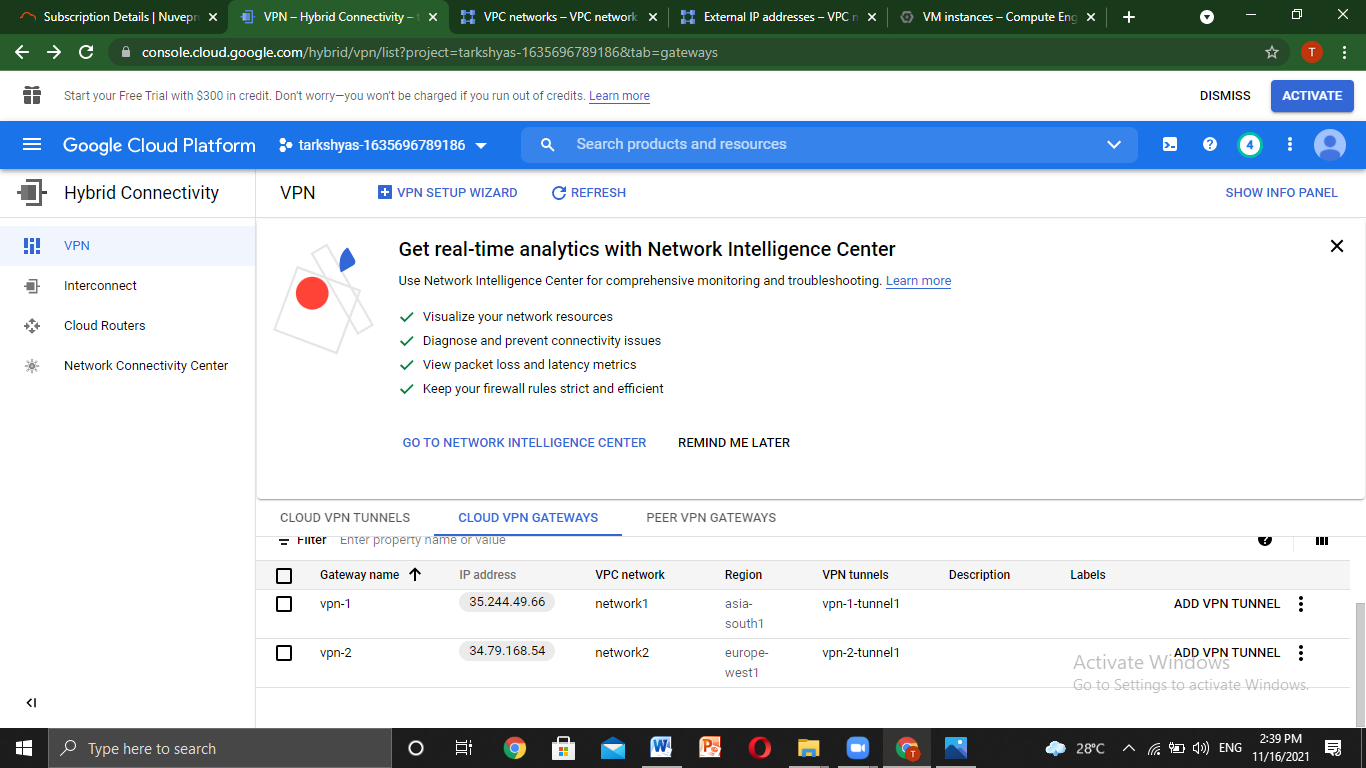 Subscription Details | Nuvepr
VPN – Hybrid Connectivity – t
VPC networks – VPC network
External IP addresses – VPC n
VM instances – Compute Eng
console.cloud.google.com/hybrid/vpn/list?project=tarkshyas-1635696789186&tab=gateways
T
Start your Free Trial with $300 in credit. Don't worry—you won't be charged if you run out of credits. Learn more
DISMISS
ACTIVATE
Google Cloud Platform
tarkshyas-1635696789186
Search products and resources
4
Hybrid Connectivity
VPN
VPN SETUP WIZARD
REFRESH
SHOW INFO PANEL
VPN
Interconnect
Cloud Routers
Network Connectivity Center
Get real-time analytics with Network Intelligence Center
Use Network Intelligence Center for comprehensive monitoring and troubleshooting. Learn more
Visualize your network resources
Diagnose and prevent connectivity issues
View packet loss and latency metrics
Keep your firewall rules strict and efficient
GO TO NETWORK INTELLIGENCE CENTER
REMIND ME LATER
CLOUD VPN TUNNELS
CLOUD VPN GATEWAYS
PEER VPN GATEWAYS
Filter Enter property name or value
Gateway name IP address VPC network Region VPN tunnels Description Labels
vpn-1 35.244.49.66 network1 asia- vpn-1-tunnel1 ADD VPN TUNNEL
south1
vpn-2 34.79.168.54 network2 europe- vpn-2-tunnel1 ADD VPN TUNNEL
west1
Activate Windows
Go to Settings to activate Windows.
Type here to search
T
28°C
ENG
2:39 PM
11/16/2021